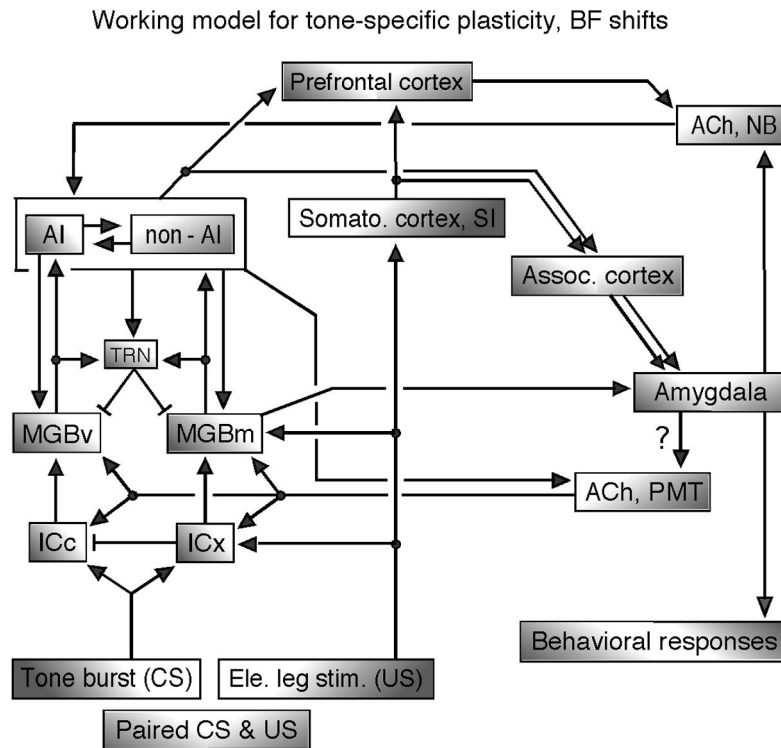 Working model for tone-specific plasticity, BF shifts
Prefrontal cortex
ACh, NB
AI
non - AI
Somato. cortex, SI
Assoc. cortex
TRN
Amygdala
MGBv
MGBm
?
ACh, PMT
ICc
ICx
Behavioral responses
Tone burst (CS)
Ele. leg stim. (US)
Paired CS & US